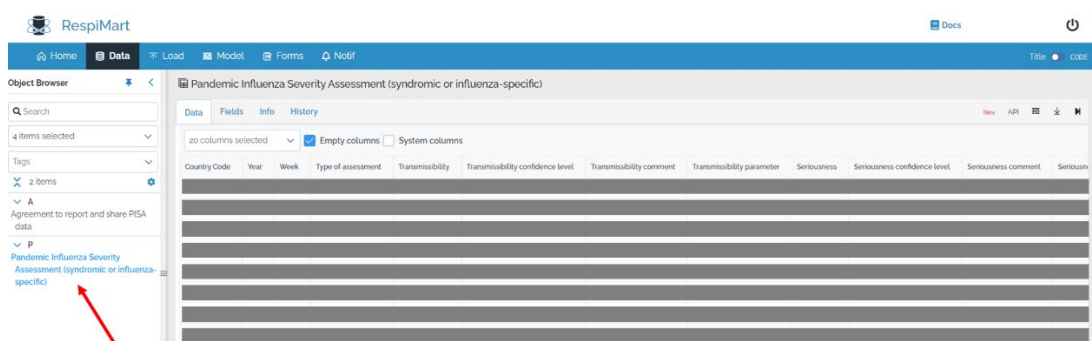 RespiMart
Docs
Home Data Load Model Forms Notif
Title CODE
Object Browser
Pandemic Influenza Severity Assessment (syndromic or influenza-specific)
Search
Data Fields Info History
New API
4 items selected
20 columns selected Empty columns System columns
Tags
2 items
Country Code Year Week Type of assessment Transmissibility Transmissibility confidence level Transmissibility comment Transmissibility parameter Seriousness Seriousness confidence level Seriousness comment Seriousn
A
Agreement to report and share PISA
data
P
Pandemic Influenza Severity
Assessment (syndromic or influenza-
specific)